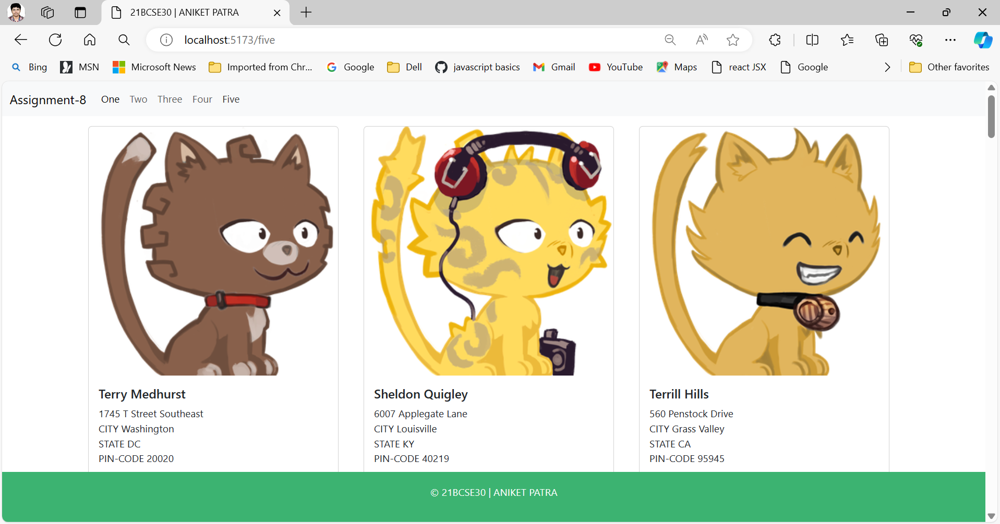 21BCSE30 | ANIKET PATRA
localhost:5173/five
Bing MSN Microsoft News Imported from Chr... Google Dell javascript basics Gmail YouTube Maps react JSX Google Other favorites
Assignment-8 One Two Three Four Five
Terry Medhurst
1745 T Street Southeast
CITY Washington
STATE DC
PIN-CODE 20020
Sheldon Quigley
6007 Applegate Lane
CITY Louisville
STATE KY
PIN-CODE 40219
Terrill Hills
560 Penstock Drive
CITY Grass Valley
STATE CA
PIN-CODE 95945
© 21BCSE30 | ANIKET PATRA